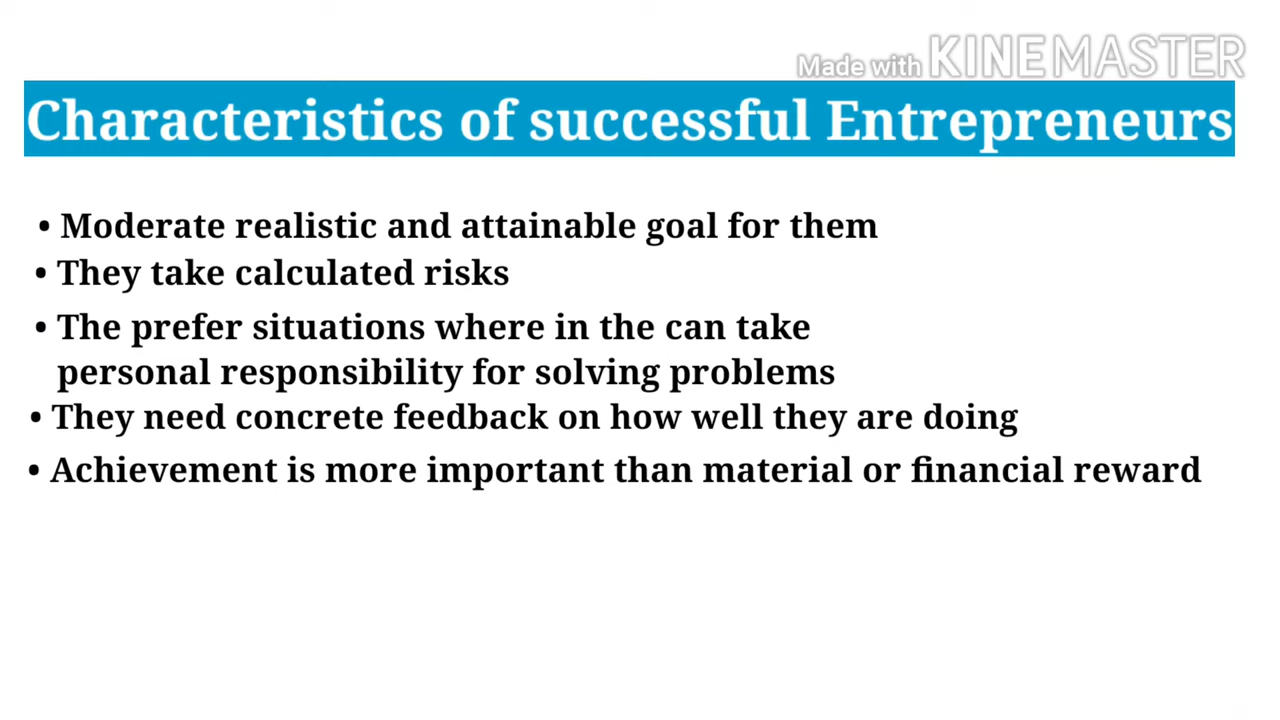 Made with KINEMASTER
Characteristics of successful Entrepreneurs
• Moderate realistic and attainable goal for them
• They take calculated risks
• The prefer situations where in the can take
personal responsibility for solving problems
• They need concrete feedback on how well they are doing
• Achievement is more important than material or financial reward